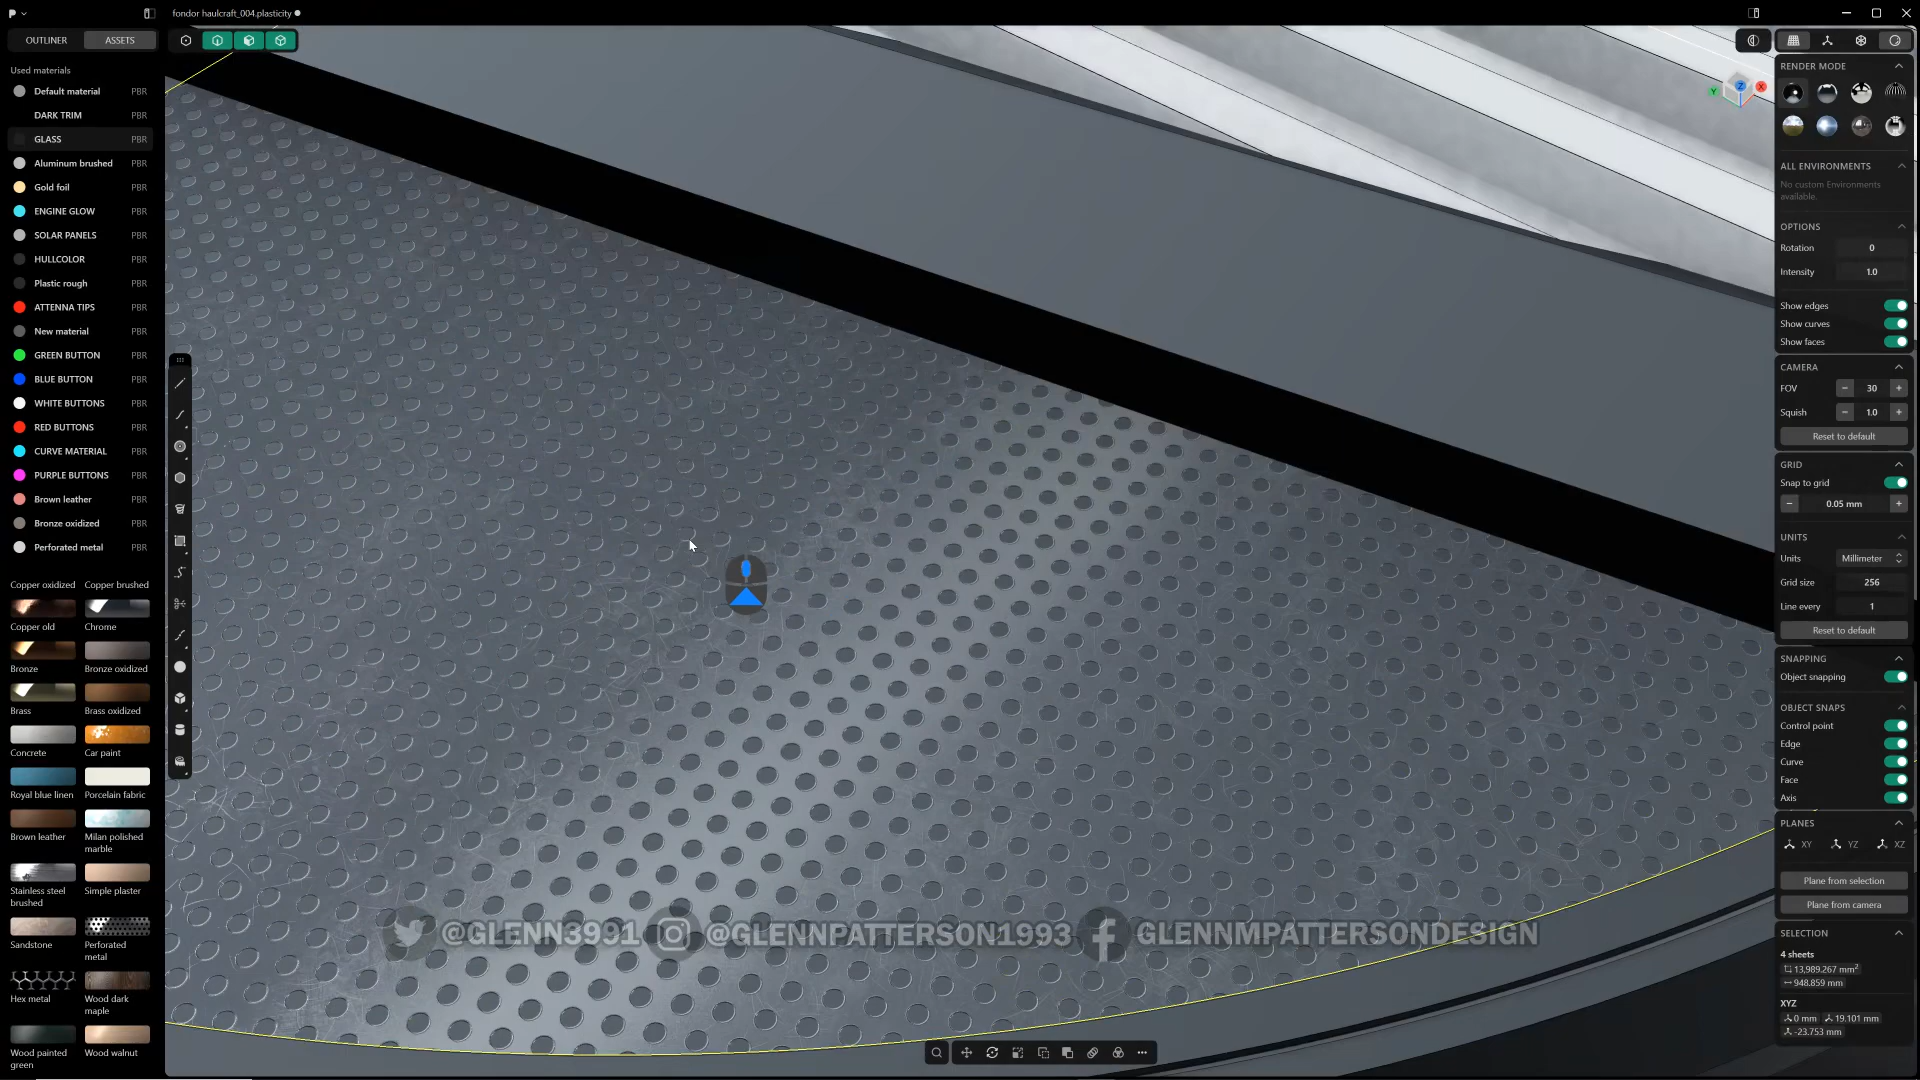 fondor haulcraft_004.plasticity
OUTLINER
ASSETS
Used materials
Default material PBR
DARK TRIM PBR
GLASS PBR
Aluminum brushed PBR
Gold foil PBR
ENGINE GLOW PBR
SOLAR PANELS PBR
HULLCOLOR PBR
Plastic rough PBR
ATTENNA TIPS PBR
New material PBR
GREEN BUTTON PBR
BLUE BUTTON PBR
WHITE BUTTONS PBR
RED BUTTONS PBR
CURVE MATERIAL PBR
PURPLE BUTTONS PBR
Brown leather PBR
Bronze oxidized PBR
Perforated metal PBR
Copper oxidized
Copper brushed
Copper old
Chrome
Bronze
Bronze oxidized
Brass
Brass oxidized
Concrete
Car paint
Royal blue linen
Porcelain fabric
Brown leather
Milan polished
marble
Stainless steel
brushed
Simple plaster
Sandstone
Perforated
metal
Hex metal
Wood dark
maple
Wood painted
green
Wood walnut
@GLENN3991
@GLENNPATTERSON1993
GLENNMPATTERSONDESIGN
Y
Z
X
RENDER MODE
ALL ENVIRONMENTS
No custom Environments
available.
OPTIONS
Rotation 0
Intensity 1.0
Show edges
Show curves
Show faces
CAMERA
FOV − 30 +
Squish − 1.0 +
Reset to default
GRID
Snap to grid
− 0.05 mm +
UNITS
Units Millimeter
Grid size 256
Line every 1
Reset to default
SNAPPING
Object snapping
OBJECT SNAPS
Control point
Edge
Curve
Face
Axis
PLANES
XY YZ XZ
Plane from selection
Plane from camera
SELECTION
4 sheets
13,989.267 mm²
948.859 mm
XYZ
0 mm 19.101 mm
-23.753 mm